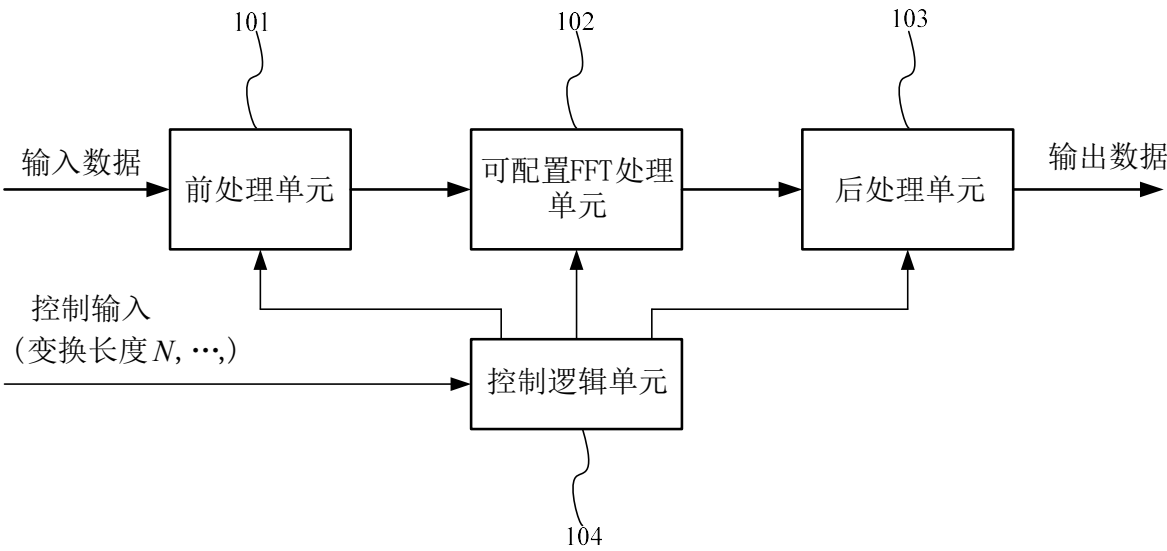 101
102
103
输入数据
前处理单元
可配置FFT处理
单元
后处理单元
输出数据
控制输入
（变换长度N, …,）
控制逻辑单元
104